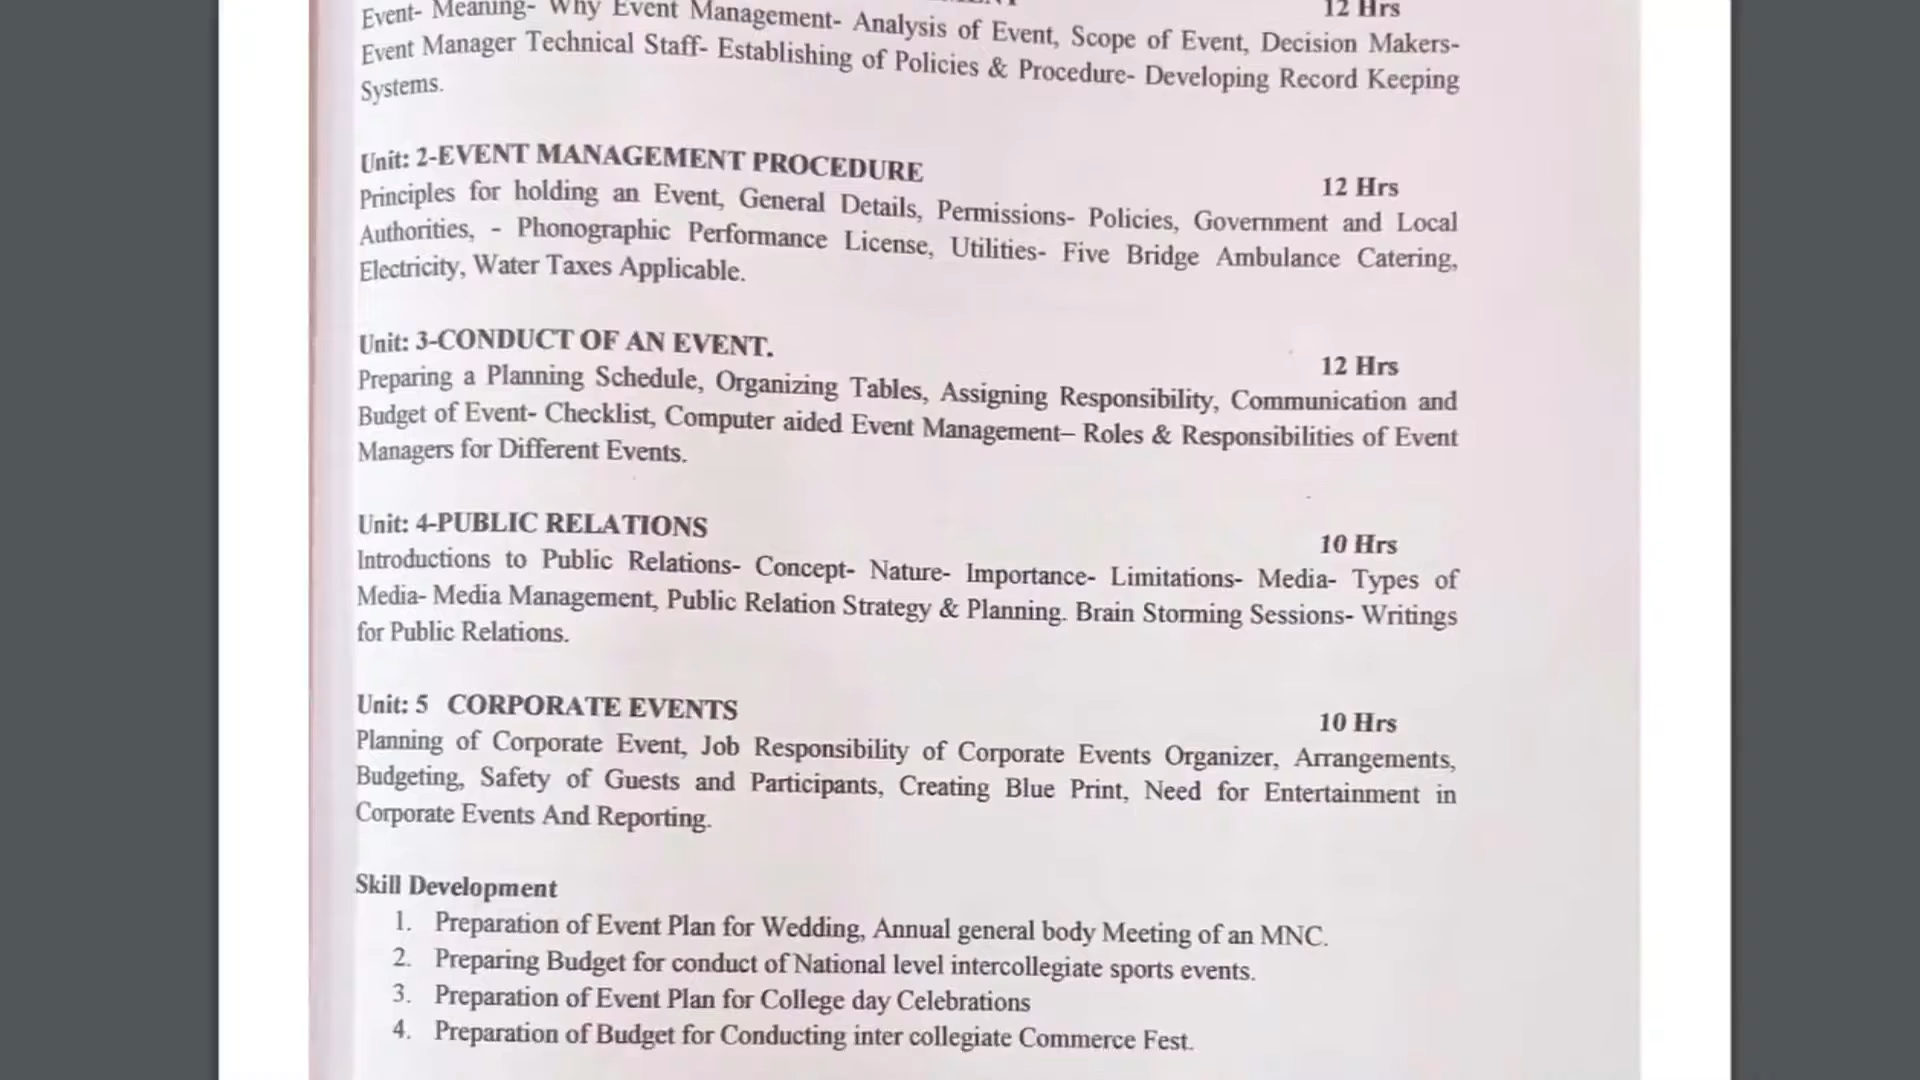 12 Hrs
Event- Meaning- Why Event Management- Analysis of Event, Scope of Event, Decision Makers-
Event Manager Technical Staff- Establishing of Policies & Procedure- Developing Record Keeping
Systems.
Unit: 2-EVENT MANAGEMENT PROCEDURE 12 Hrs
Principles for holding an Event, General Details, Permissions- Policies, Government and Local
Authorities, - Phonographic Performance License, Utilities- Five Bridge Ambulance Catering,
Electricity, Water Taxes Applicable.
Unit: 3-CONDUCT OF AN EVENT. 12 Hrs
Preparing a Planning Schedule, Organizing Tables, Assigning Responsibility, Communication and
Budget of Event- Checklist, Computer aided Event Management– Roles & Responsibilities of Event
Managers for Different Events.
Unit: 4-PUBLIC RELATIONS 10 Hrs
Introductions to Public Relations- Concept- Nature- Importance- Limitations- Media- Types of
Media- Media Management, Public Relation Strategy & Planning. Brain Storming Sessions- Writings
for Public Relations.
Unit: 5 CORPORATE EVENTS 10 Hrs
Planning of Corporate Event, Job Responsibility of Corporate Events Organizer, Arrangements,
Budgeting, Safety of Guests and Participants, Creating Blue Print, Need for Entertainment in
Corporate Events And Reporting.
Skill Development
1. Preparation of Event Plan for Wedding, Annual general body Meeting of an MNC.
2. Preparing Budget for conduct of National level intercollegiate sports events.
3. Preparation of Event Plan for College day Celebrations
4. Preparation of Budget for Conducting inter collegiate Commerce Fest.